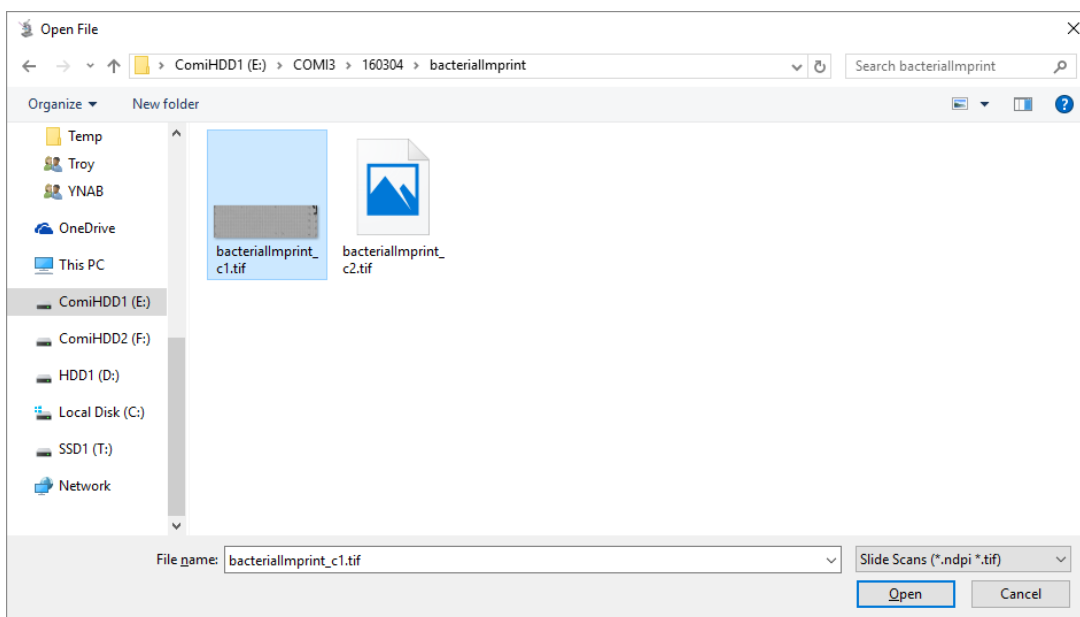 Open File
ComiHDD1 (E:) › COMI3 › 160304 › bacterialImprint
Search bacterialImprint
Organize
New folder
Temp
Troy
YNAB
OneDrive
This PC
ComiHDD1 (E:)
ComiHDD2 (F:)
HDD1 (D:)
Local Disk (C:)
SSD1 (T:)
Network
bacterialImprint_
c1.tif
bacterialImprint_
c2.tif
File name: bacterialImprint_c1.tif
Slide Scans (*.ndpi *.tif)
Open
Cancel